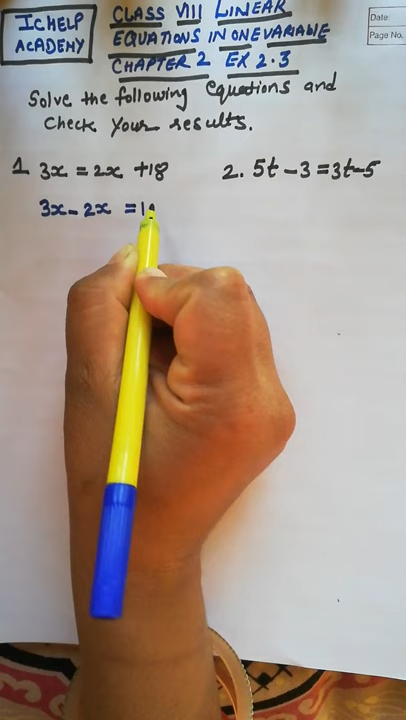 ICHELP
ACADEMY
CLASS VII LINEAR
EQUATIONS IN ONE VARIABLE
CHAPTER 2 EX 2.3
Date:
Page No.
Solve the following equations and
check your results.
1. 3x = 2x + 18
2. 5t - 3 = 3t - 5
3x - 2x = 1